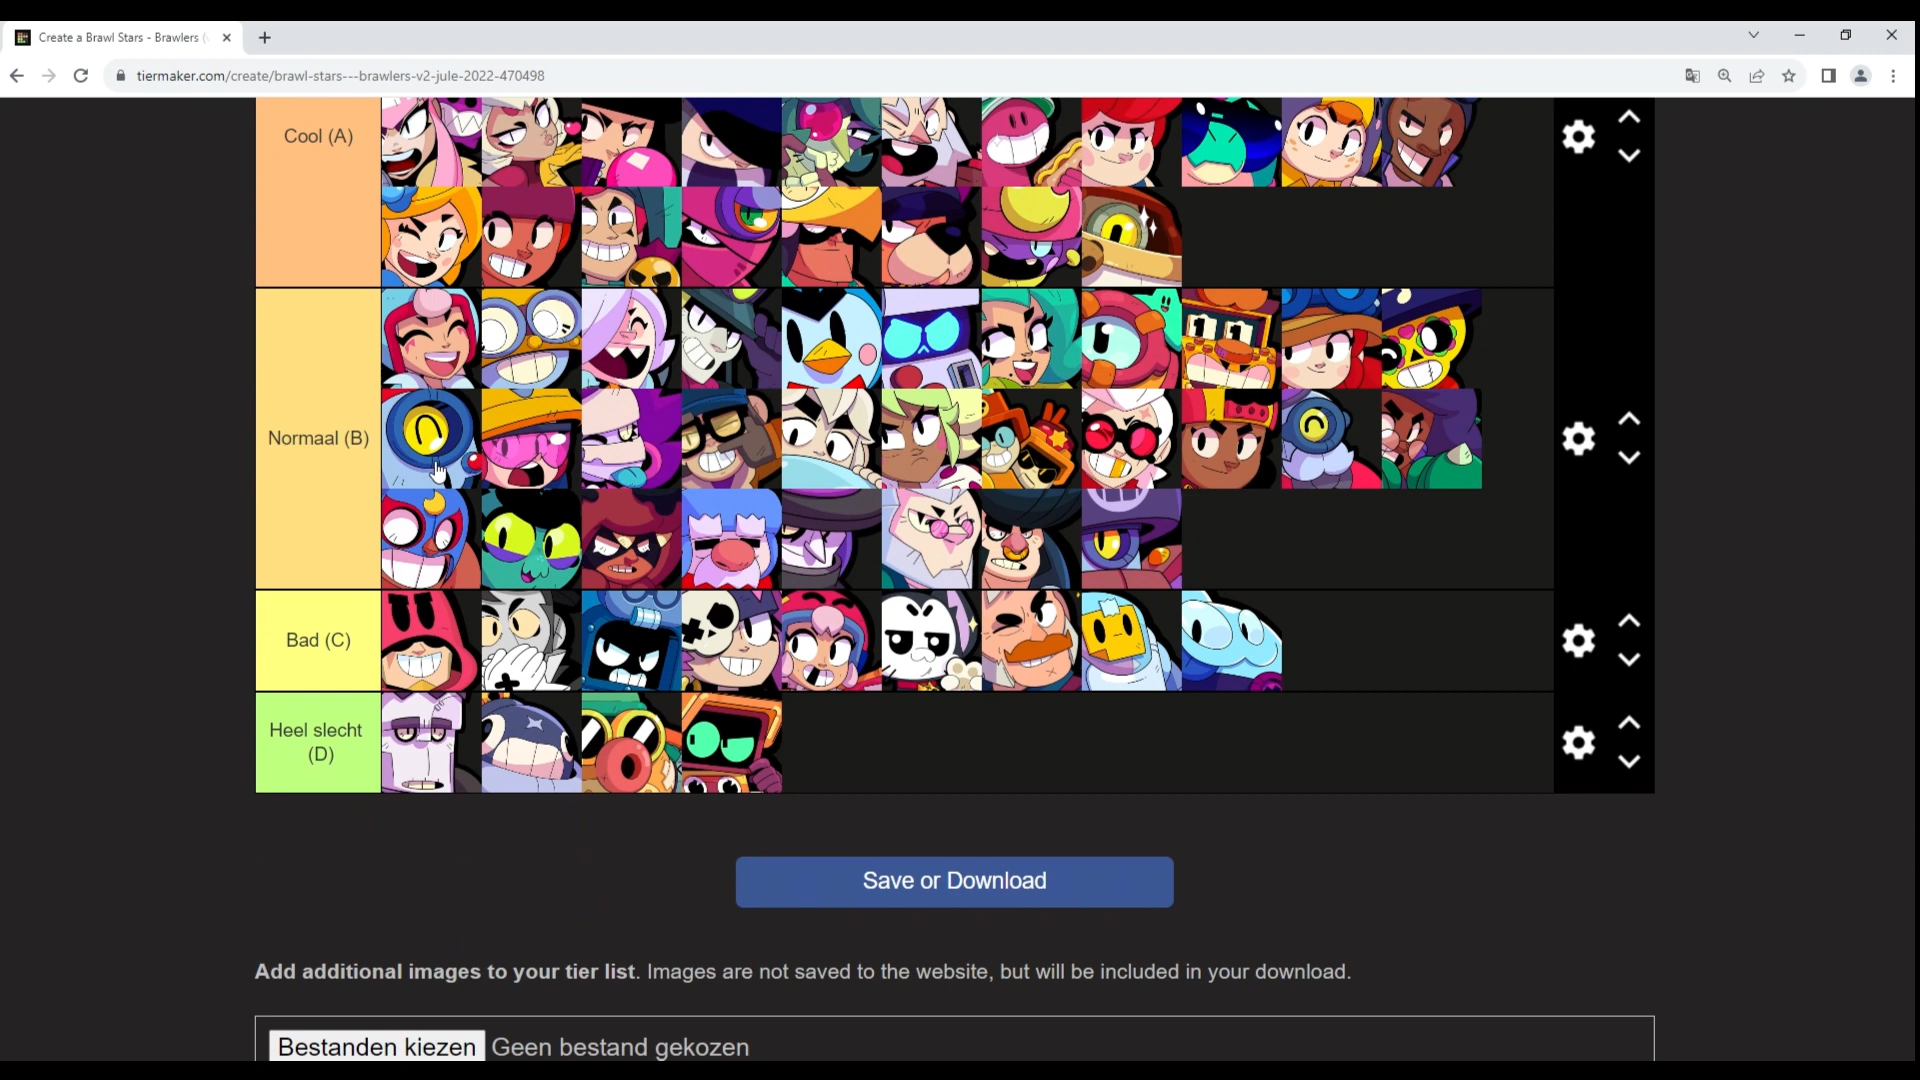 Create a Brawl Stars - Brawlers (
tiermaker.com/create/brawl-stars---brawlers-v2-jule-2022-470498
Cool (A)
Normaal (B)
Bad (C)
Heel slecht
(D)
Save or Download
Add additional images to your tier list. Images are not saved to the website, but will be included in your download.
Bestanden kiezen Geen bestand gekozen